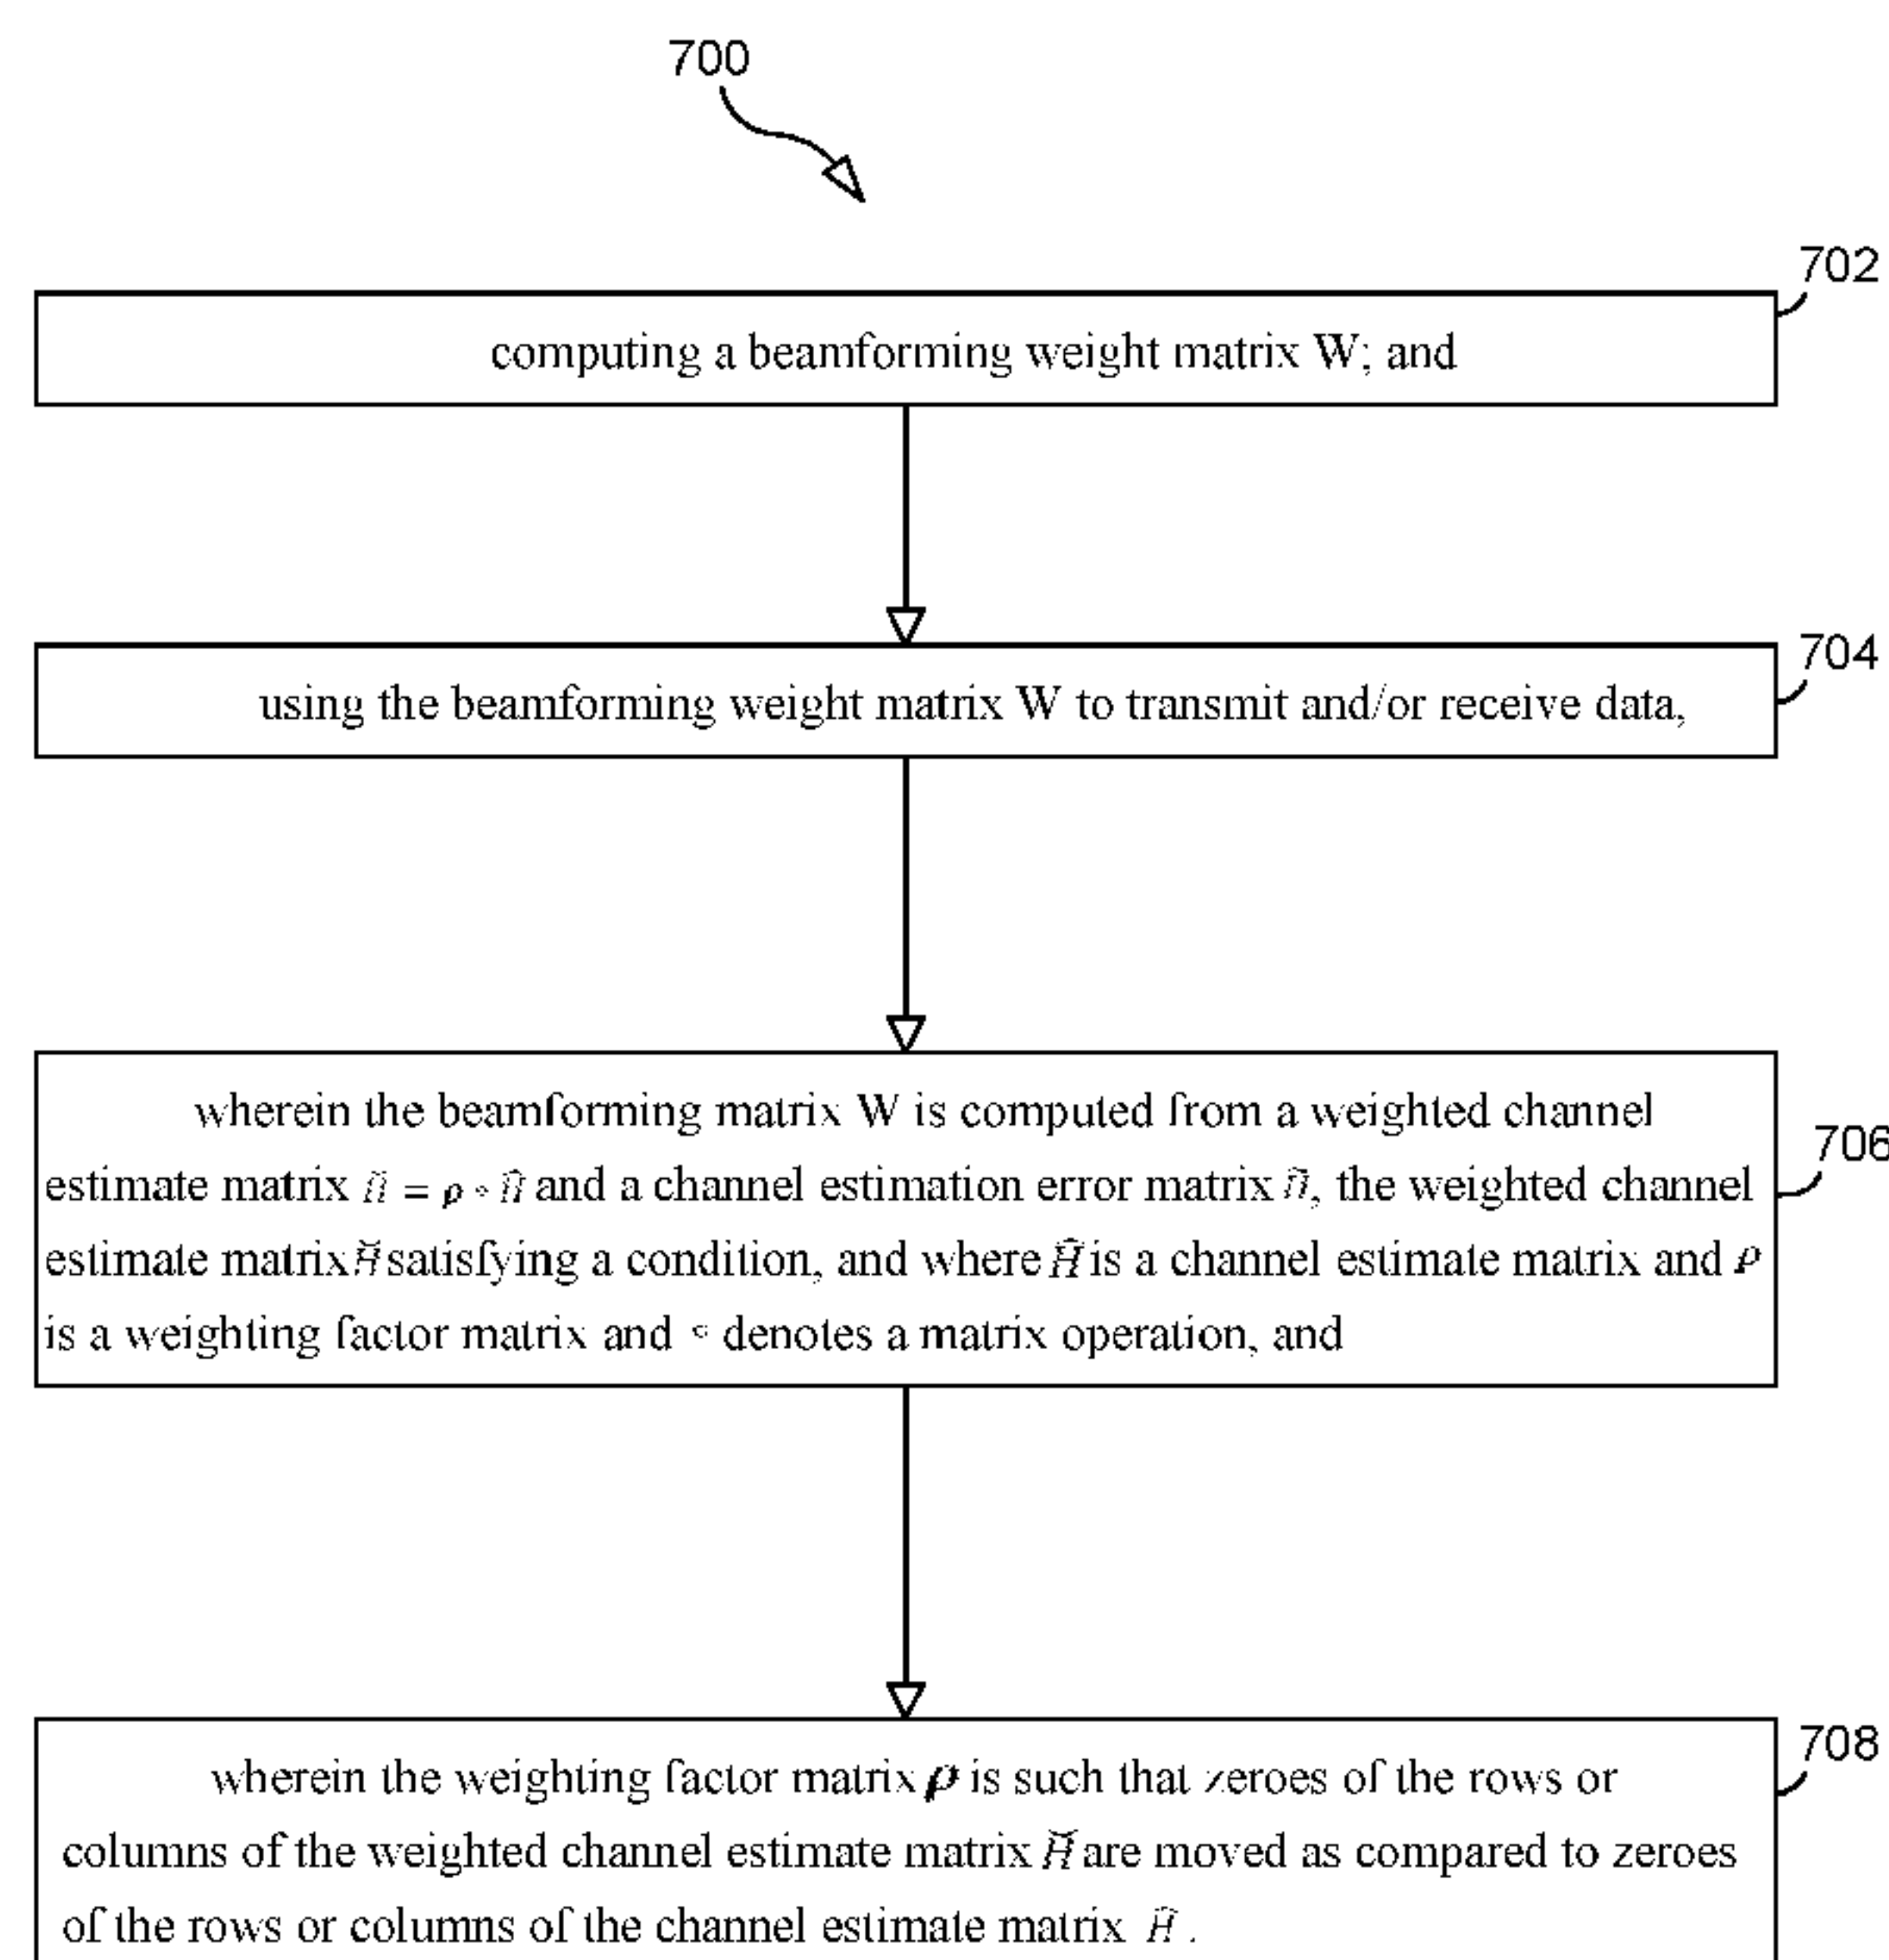 700
702
computing a beamforming weight matrix W; and
704
using the beamforming weight matrix W to transmit and/or receive data,
706
wherein the beamforming matrix W is computed from a weighted channel
estimate matrix = ρ ∘ and a channel estimation error matrix , the weighted channel
estimate matrix H̆ satisfying a condition, and where Ĥ is a channel estimate matrix and ρ
is a weighting factor matrix and ∘ denotes a matrix operation, and
708
wherein the weighting factor matrix ρ is such that zeroes of the rows or
columns of the weighted channel estimate matrix H̆ are moved as compared to zeroes
of the rows or columns of the channel estimate matrix Ĥ .